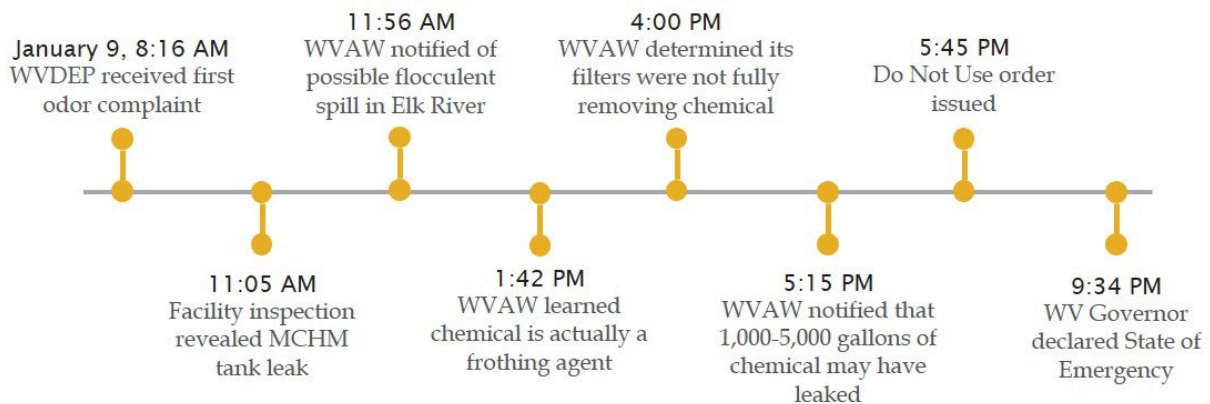 January 9, 8:16 AM
WVDEP received first
odor complaint
11:05 AM
Facility inspection
revealed MCHM
tank leak
11:56 AM
WVAW notified of
possible flocculent
spill in Elk River
1:42 PM
WVAW learned
chemical is actually a
frothing agent
4:00 PM
WVAW determined its
filters were not fully
removing chemical
5:15 PM
WVAW notified that
1,000-5,000 gallons of
chemical may have
leaked
5:45 PM
Do Not Use order
issued
9:34 PM
WV Governor
declared State of
Emergency